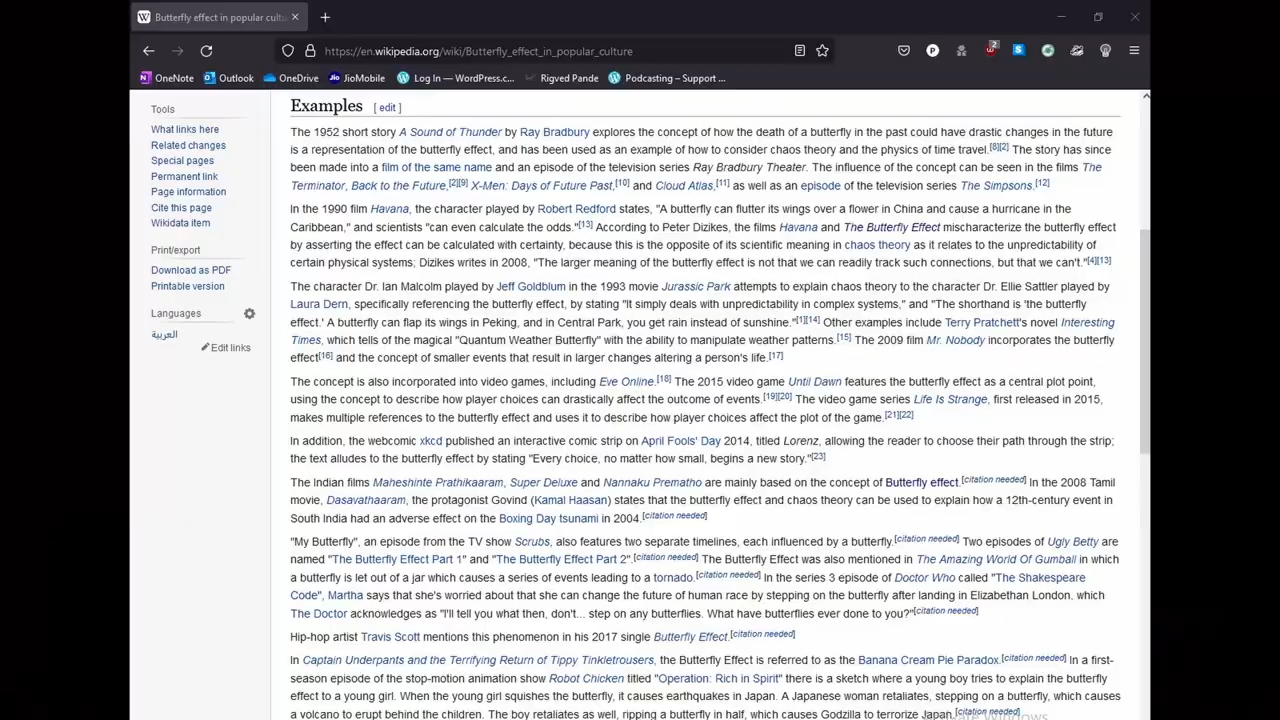 Butterfly effect in popular cultu
https://en.wikipedia.org/wiki/Butterfly_effect_in_popular_culture
2
OneNote Outlook OneDrive JioMobile Log In — WordPress.c... Rigved Pande Podcasting – Support ...
Tools
What links here
Related changes
Special pages
Permanent link
Page information
Cite this page
Wikidata item
Print/export
Download as PDF
Printable version
Languages
العربية
Edit links
Examples [ edit ]
The 1952 short story A Sound of Thunder by Ray Bradbury explores the concept of how the death of a butterfly in the past could have drastic changes in the future
is a representation of the butterfly effect, and has been used as an example of how to consider chaos theory and the physics of time travel.[8][2] The story has since
been made into a film of the same name and an episode of the television series Ray Bradbury Theater. The influence of the concept can be seen in the films The
Terminator, Back to the Future,[2][9] X-Men: Days of Future Past,[10] and Cloud Atlas,[11] as well as an episode of the television series The Simpsons.[12]
In the 1990 film Havana, the character played by Robert Redford states, "A butterfly can flutter its wings over a flower in China and cause a hurricane in the
Caribbean," and scientists "can even calculate the odds."[13] According to Peter Dizikes, the films Havana and The Butterfly Effect mischaracterize the butterfly effect
by asserting the effect can be calculated with certainty, because this is the opposite of its scientific meaning in chaos theory as it relates to the unpredictability of
certain physical systems; Dizikes writes in 2008, "The larger meaning of the butterfly effect is not that we can readily track such connections, but that we can't."[4][13]
The character Dr. Ian Malcolm played by Jeff Goldblum in the 1993 movie Jurassic Park attempts to explain chaos theory to the character Dr. Ellie Sattler played by
Laura Dern, specifically referencing the butterfly effect, by stating "It simply deals with unpredictability in complex systems," and "The shorthand is 'the butterfly
effect.' A butterfly can flap its wings in Peking, and in Central Park, you get rain instead of sunshine."[1][14] Other examples include Terry Pratchett's novel Interesting
Times, which tells of the magical "Quantum Weather Butterfly" with the ability to manipulate weather patterns.[15] The 2009 film Mr. Nobody incorporates the butterfly
effect[16] and the concept of smaller events that result in larger changes altering a person's life.[17]
The concept is also incorporated into video games, including Eve Online.[18] The 2015 video game Until Dawn features the butterfly effect as a central plot point,
using the concept to describe how player choices can drastically affect the outcome of events.[19][20] The video game series Life Is Strange, first released in 2015,
makes multiple references to the butterfly effect and uses it to describe how player choices affect the plot of the game.[21][22]
In addition, the webcomic xkcd published an interactive comic strip on April Fools' Day 2014, titled Lorenz, allowing the reader to choose their path through the strip;
the text alludes to the butterfly effect by stating "Every choice, no matter how small, begins a new story."[23]
The Indian films Maheshinte Prathikaaram, Super Deluxe and Nannaku Prematho are mainly based on the concept of Butterfly effect.[citation needed] In the 2008 Tamil
movie, Dasavathaaram, the protagonist Govind (Kamal Haasan) states that the butterfly effect and chaos theory can be used to explain how a 12th-century event in
South India had an adverse effect on the Boxing Day tsunami in 2004.[citation needed]
"My Butterfly", an episode from the TV show Scrubs, also features two separate timelines, each influenced by a butterfly.[citation needed] Two episodes of Ugly Betty are
named "The Butterfly Effect Part 1" and "The Butterfly Effect Part 2".[citation needed] The Butterfly Effect was also mentioned in The Amazing World Of Gumball in which
a butterfly is let out of a jar which causes a series of events leading to a tornado.[citation needed] In the series 3 episode of Doctor Who called "The Shakespeare
Code", Martha says that she's worried about that she can change the future of human race by stepping on the butterfly after landing in Elizabethan London, which
The Doctor acknowledges as "I'll tell you what then, don't... step on any butterflies. What have butterflies ever done to you?"[citation needed]
Hip-hop artist Travis Scott mentions this phenomenon in his 2017 single Butterfly Effect.[citation needed]
In Captain Underpants and the Terrifying Return of Tippy Tinkletrousers, the Butterfly Effect is referred to as the Banana Cream Pie Paradox.[citation needed] In a first-
season episode of the stop-motion animation show Robot Chicken titled "Operation: Rich in Spirit" there is a sketch where a young boy tries to explain the butterfly
effect to a young girl. When the young girl squishes the butterfly, it causes earthquakes in Japan. A Japanese woman retaliates, stepping on a butterfly, which causes
a volcano to erupt behind the children. The boy retaliates as well, ripping a butterfly in half, which causes Godzilla to terrorize Japan.[citation needed]